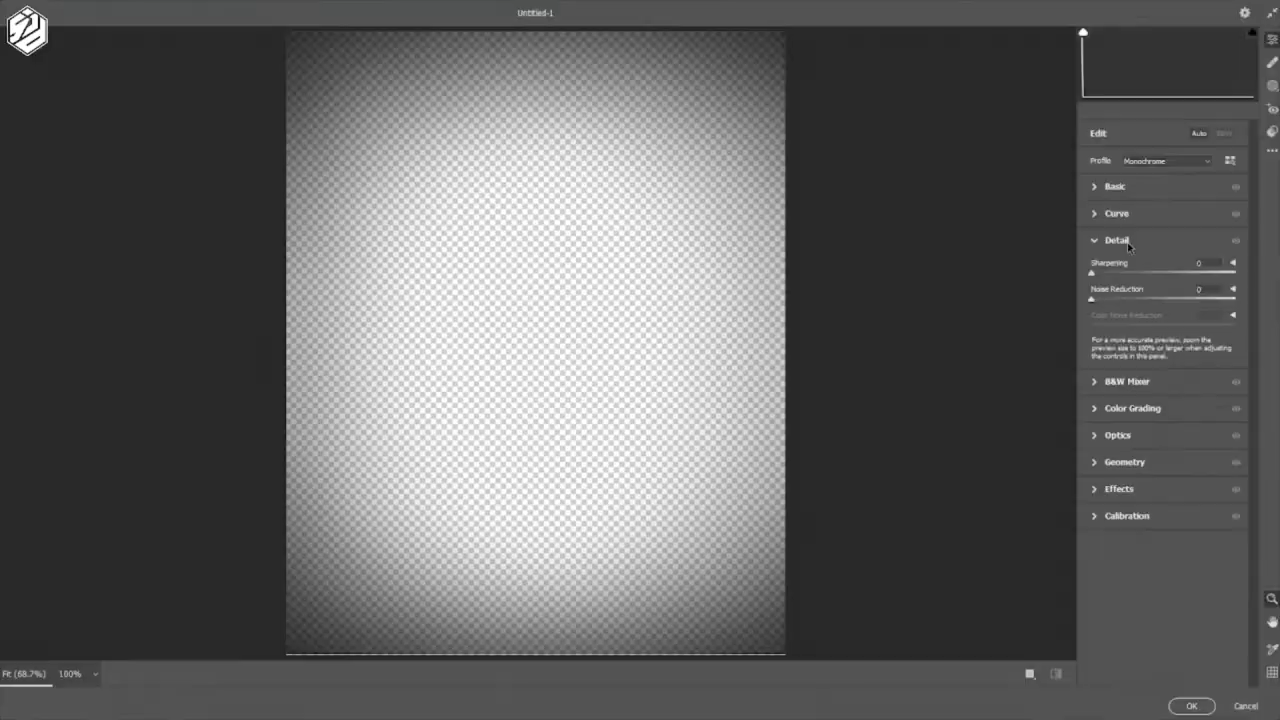 Untitled-1
Edit
Auto
B&W
Profile
Monochrome
Basic
Curve
Detail
Sharpening 0
Noise Reduction 0
Color Noise Reduction
For a more accurate preview, zoom the
preview size to 100% or larger when adjusting
the controls in this panel.
B&W Mixer
Color Grading
Optics
Geometry
Effects
Calibration
Fit (68.7%) 100%
OK
Cancel